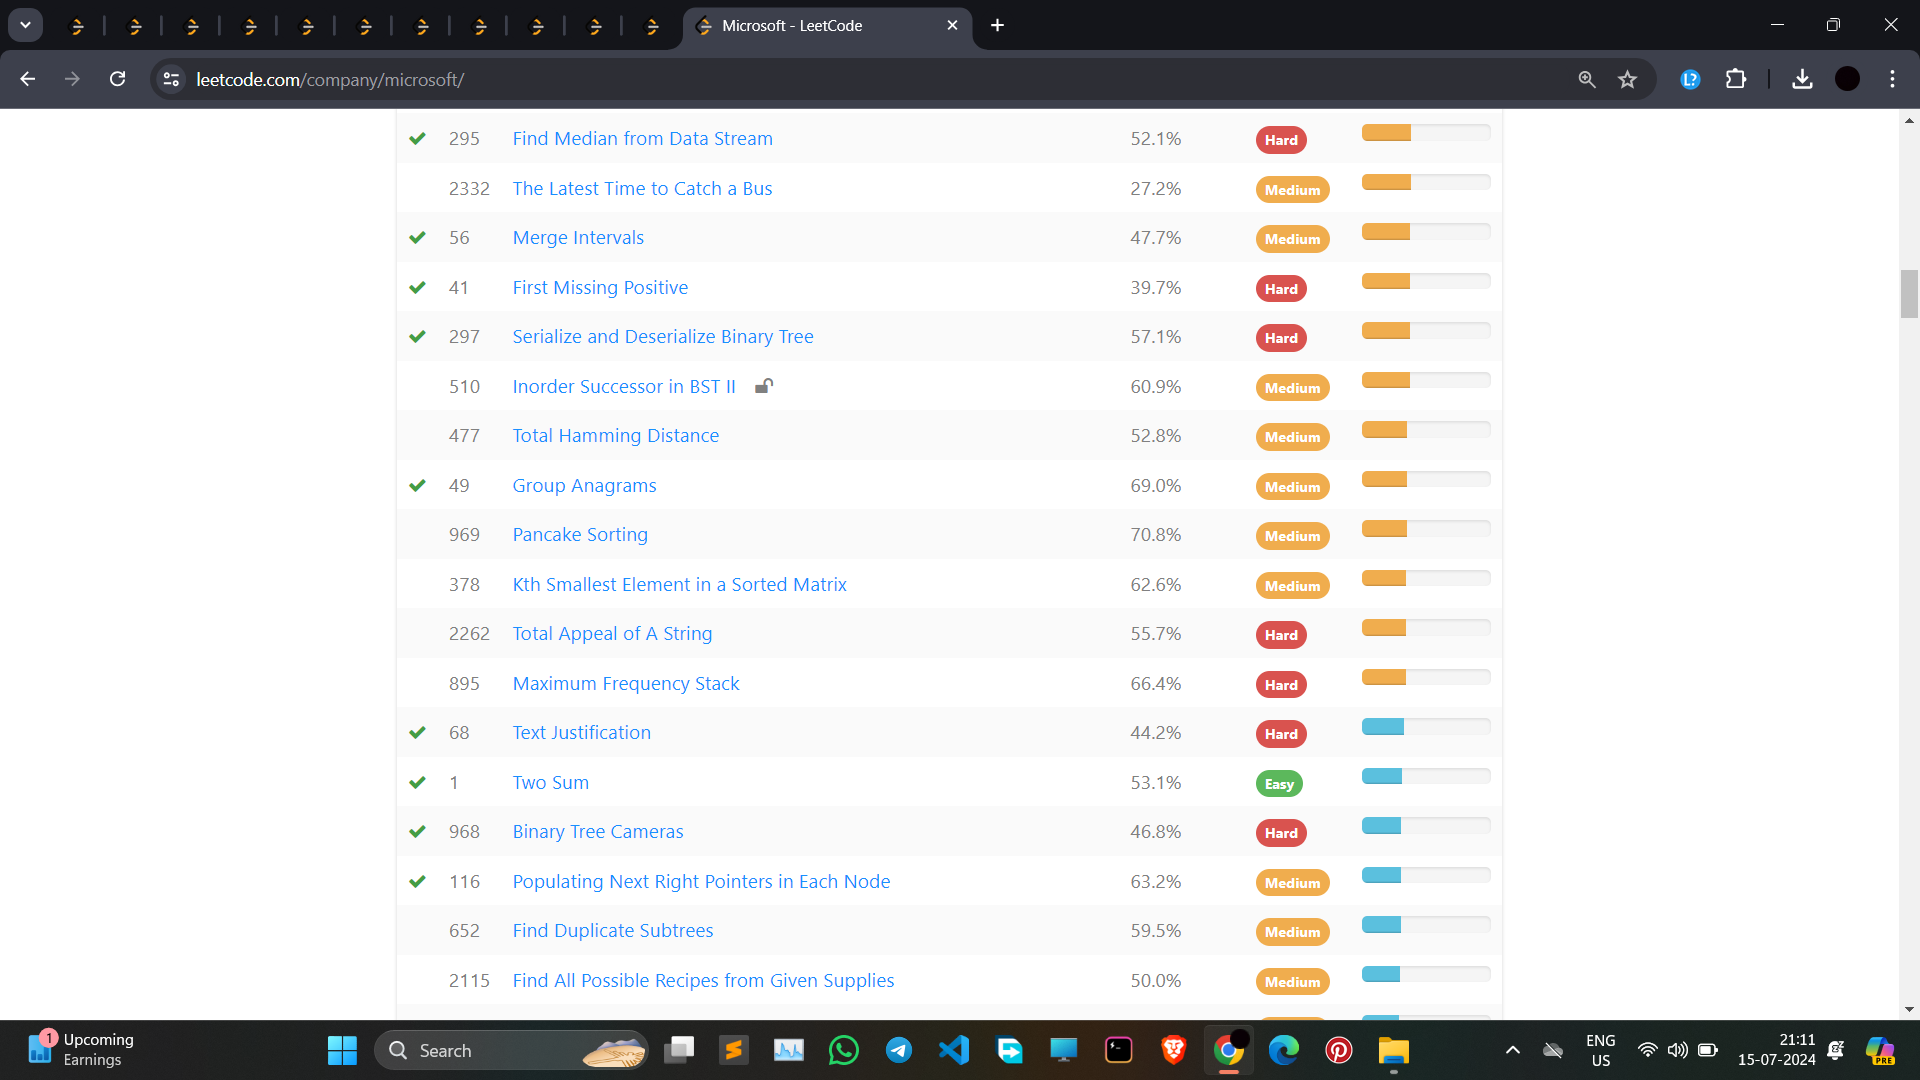 Microsoft - LeetCode
leetcode.com/company/microsoft/
295 Find Median from Data Stream 52.1% Hard
2332 The Latest Time to Catch a Bus 27.2% Medium
56 Merge Intervals 47.7% Medium
41 First Missing Positive 39.7% Hard
297 Serialize and Deserialize Binary Tree 57.1% Hard
510 Inorder Successor in BST II 60.9% Medium
477 Total Hamming Distance 52.8% Medium
49 Group Anagrams 69.0% Medium
969 Pancake Sorting 70.8% Medium
378 Kth Smallest Element in a Sorted Matrix 62.6% Medium
2262 Total Appeal of A String 55.7% Hard
895 Maximum Frequency Stack 66.4% Hard
68 Text Justification 44.2% Hard
1 Two Sum 53.1% Easy
968 Binary Tree Cameras 46.8% Hard
116 Populating Next Right Pointers in Each Node 63.2% Medium
652 Find Duplicate Subtrees 59.5% Medium
2115 Find All Possible Recipes from Given Supplies 50.0% Medium
1 Upcoming
Earnings
Search
ENG
US
21:11
15-07-2024
PRE